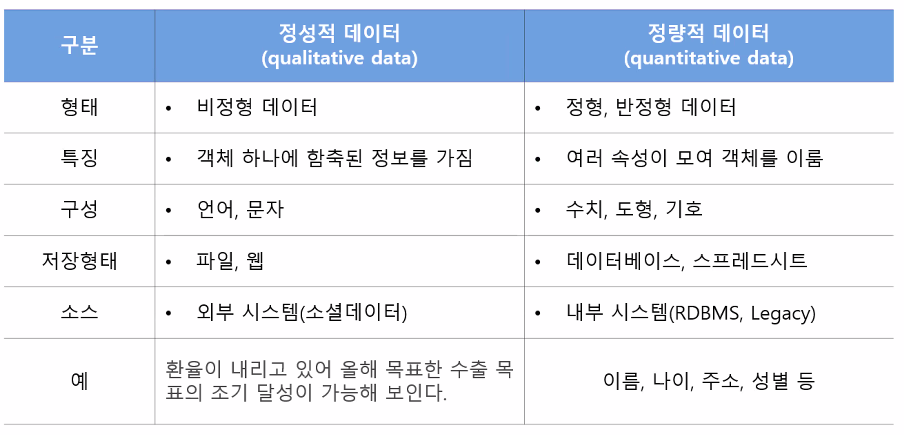 구분
정성적 데이터
(qualitative data)
정량적 데이터
(quantitative data)
형태
• 비정형 데이터
• 정형, 반정형 데이터
특징
• 객체 하나에 함축된 정보를 가짐
• 여러 속성이 모여 객체를 이룸
구성
• 언어, 문자
• 수치, 도형, 기호
저장형태
• 파일, 웹
• 데이터베이스, 스프레드시트
소스
• 외부 시스템(소셜데이터)
• 내부 시스템(RDBMS, Legacy)
예
환율이 내리고 있어 올해 목표한 수출 목
표의 조기 달성이 가능해 보인다.
이름, 나이, 주소, 성별 등